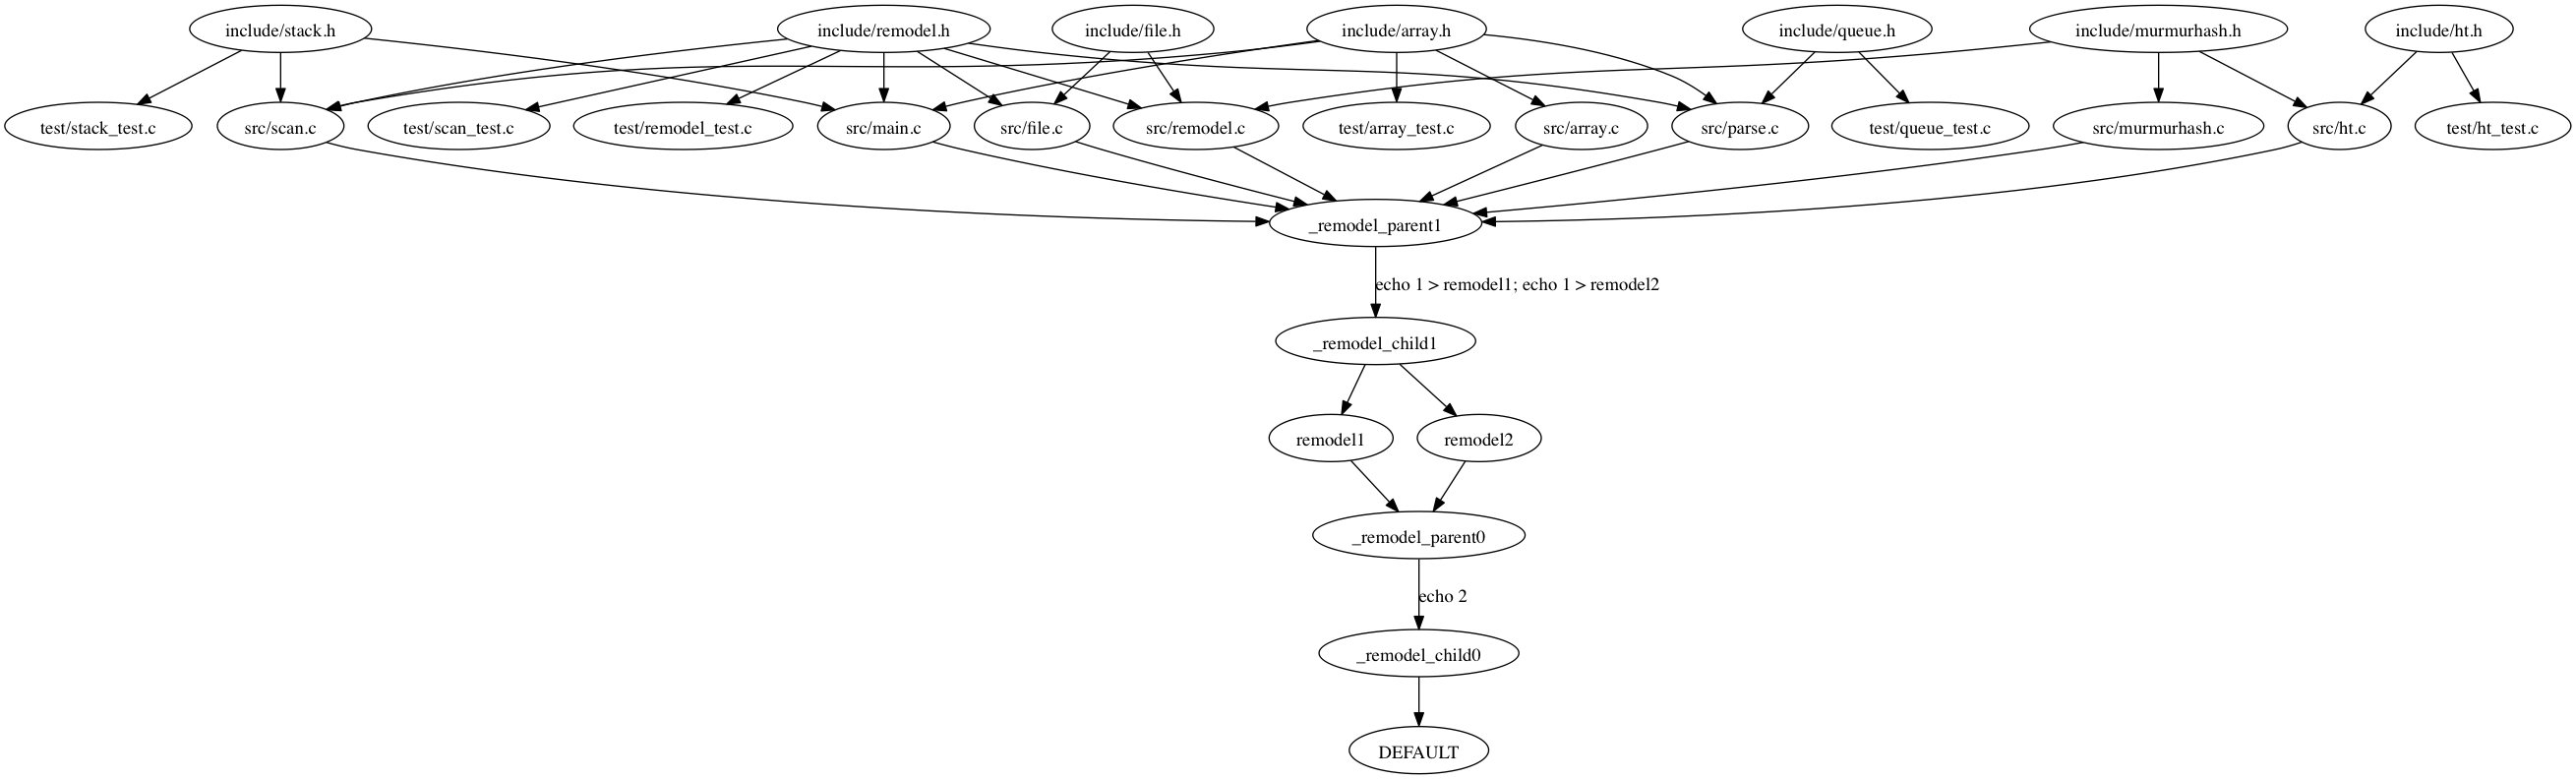 include/stack.h
include/remodel.h
include/file.h
include/array.h
include/queue.h
include/murmurhash.h
include/ht.h
test/stack_test.c
src/scan.c
test/scan_test.c
test/remodel_test.c
src/main.c
src/file.c
src/remodel.c
test/array_test.c
src/array.c
src/parse.c
test/queue_test.c
src/murmurhash.c
src/ht.c
test/ht_test.c
_remodel_parent1
echo 1 > remodel1; echo 1 > remodel2
_remodel_child1
remodel1
remodel2
_remodel_parent0
echo 2
_remodel_child0
DEFAULT